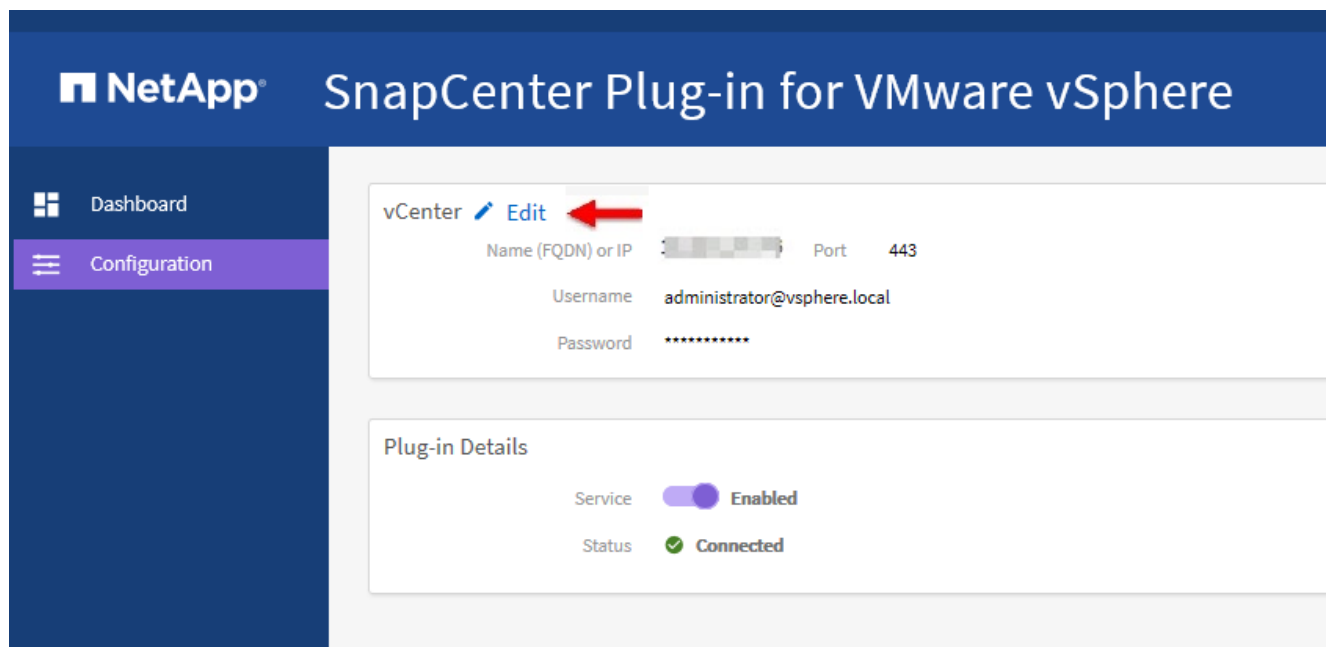 NetApp® SnapCenter Plug-in for VMware vSphere
Dashboard
Configuration
vCenter Edit
Name (FQDN) or IP Port 443
Username administrator@vsphere.local
Password ***********
Plug-in Details
Service Enabled
Status Connected